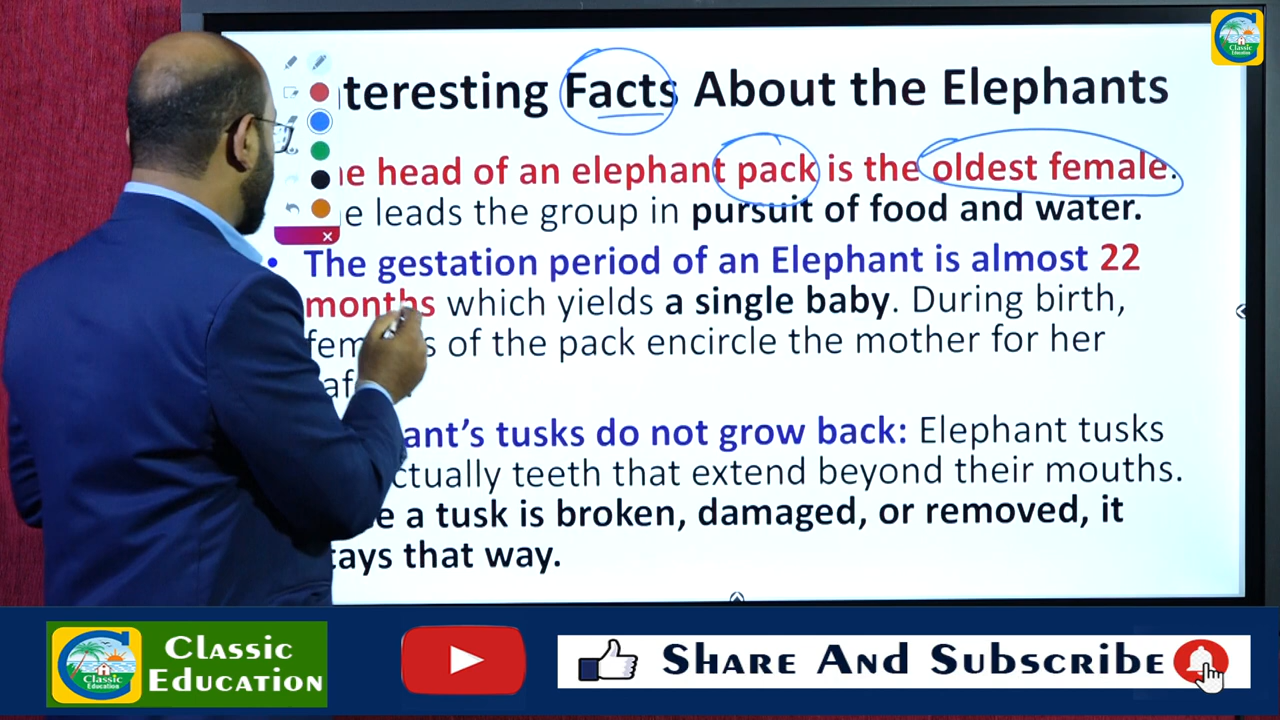 Classic
Education
teresting Facts About the Elephants
e head of an elephant pack is the oldest female.
e leads the group in pursuit of food and water.
• The gestation period of an Elephant is almost 22
months which yields a single baby. During birth,
of the pack encircle the mother for her
ant's tusks do not grow back: Elephant tusks
ctually teeth that extend beyond their mouths.
e a tusk is broken, damaged, or removed, it
tays that way.
Classic
Education
Classic
Education
Share And Subscribe